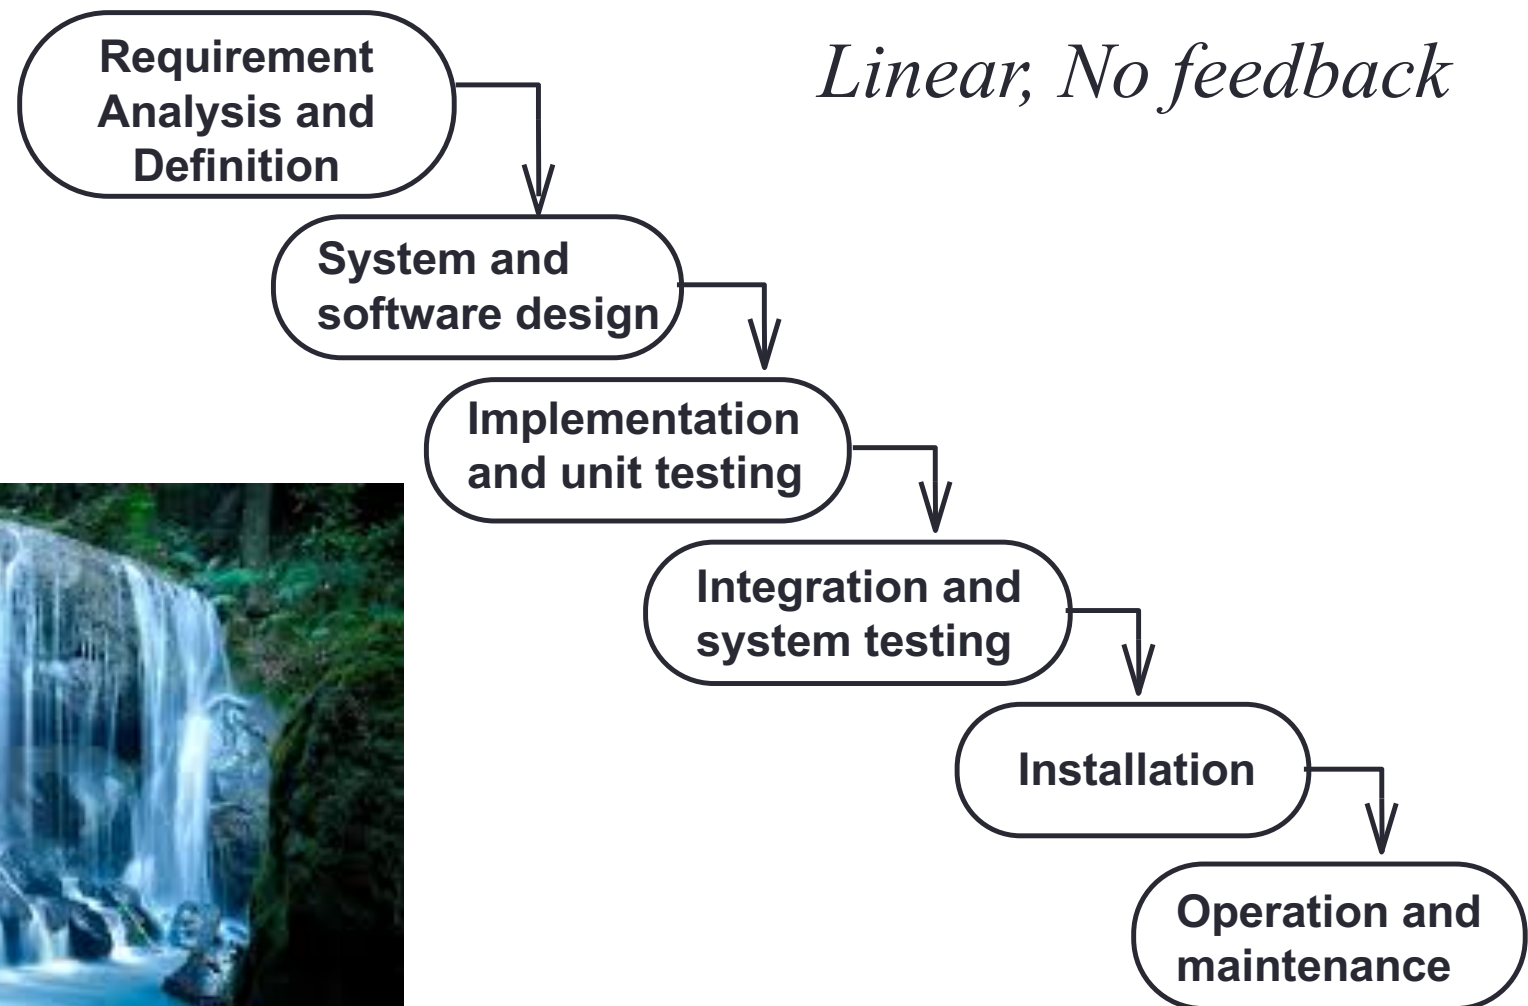 Requirement
Analysis and
Definition
Linear, No feedback
System and
software design
Implementation
and unit testing
Integration and
system testing
Installation
Operation and
maintenance